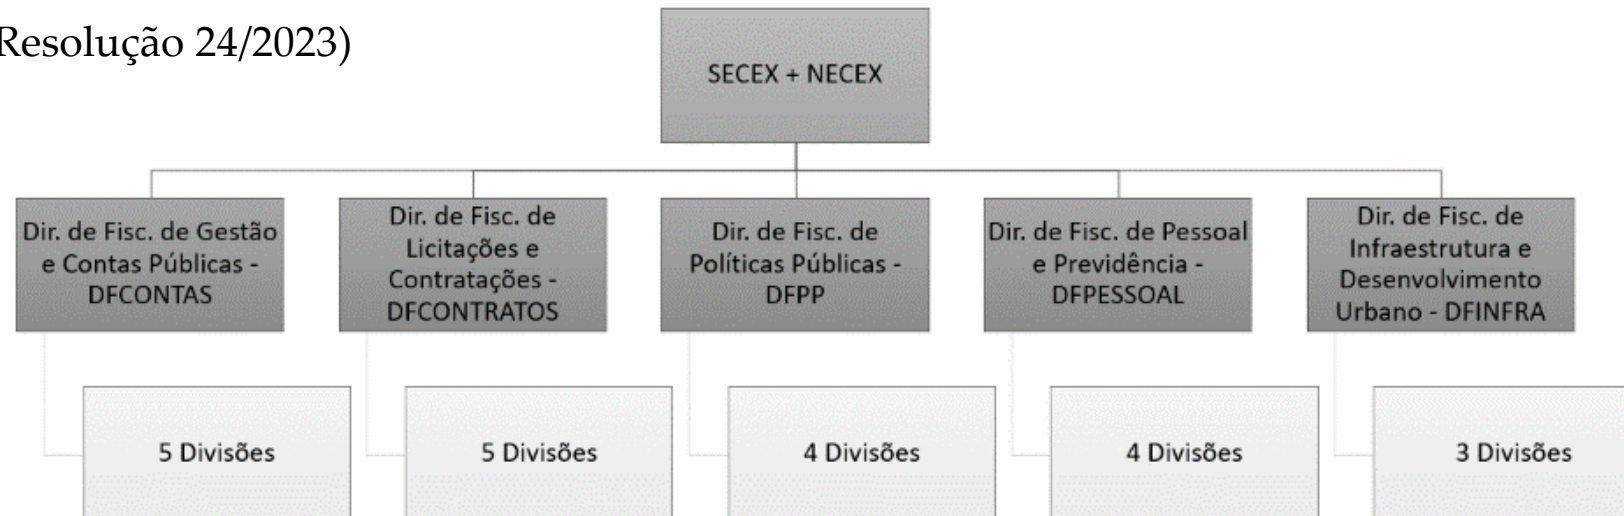 Resolução 24/2023)
SECEX + NECEX
Dir. de Fisc. de Gestão
e Contas Públicas -
DFCONTAS
Dir. de Fisc. de
Licitações e
Contratações -
DFCONTRATOS
Dir. de Fisc. de
Políticas Públicas -
DFPP
Dir. de Fisc. de Pessoal
e Previdência -
DFPESSOAL
Dir. de Fisc. de
Infraestrutura e
Desenvolvimento
Urbano - DFINFRA
5 Divisões
5 Divisões
4 Divisões
4 Divisões
3 Divisões